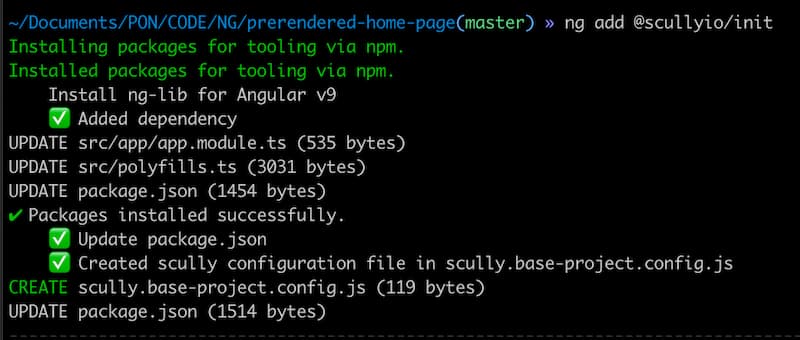 ~/Documents/PON/CODE/NG/prerendered-home-page(master) » ng add @scullyio/init
Installing packages for tooling via npm.
Installed packages for tooling via npm.
Install ng-lib for Angular v9
✅ Added dependency
UPDATE src/app/app.module.ts (535 bytes)
UPDATE src/polyfills.ts (3031 bytes)
UPDATE package.json (1454 bytes)
✔ Packages installed successfully.
✅ Update package.json
✅ Created scully configuration file in scully.base-project.config.js
CREATE scully.base-project.config.js (119 bytes)
UPDATE package.json (1514 bytes)